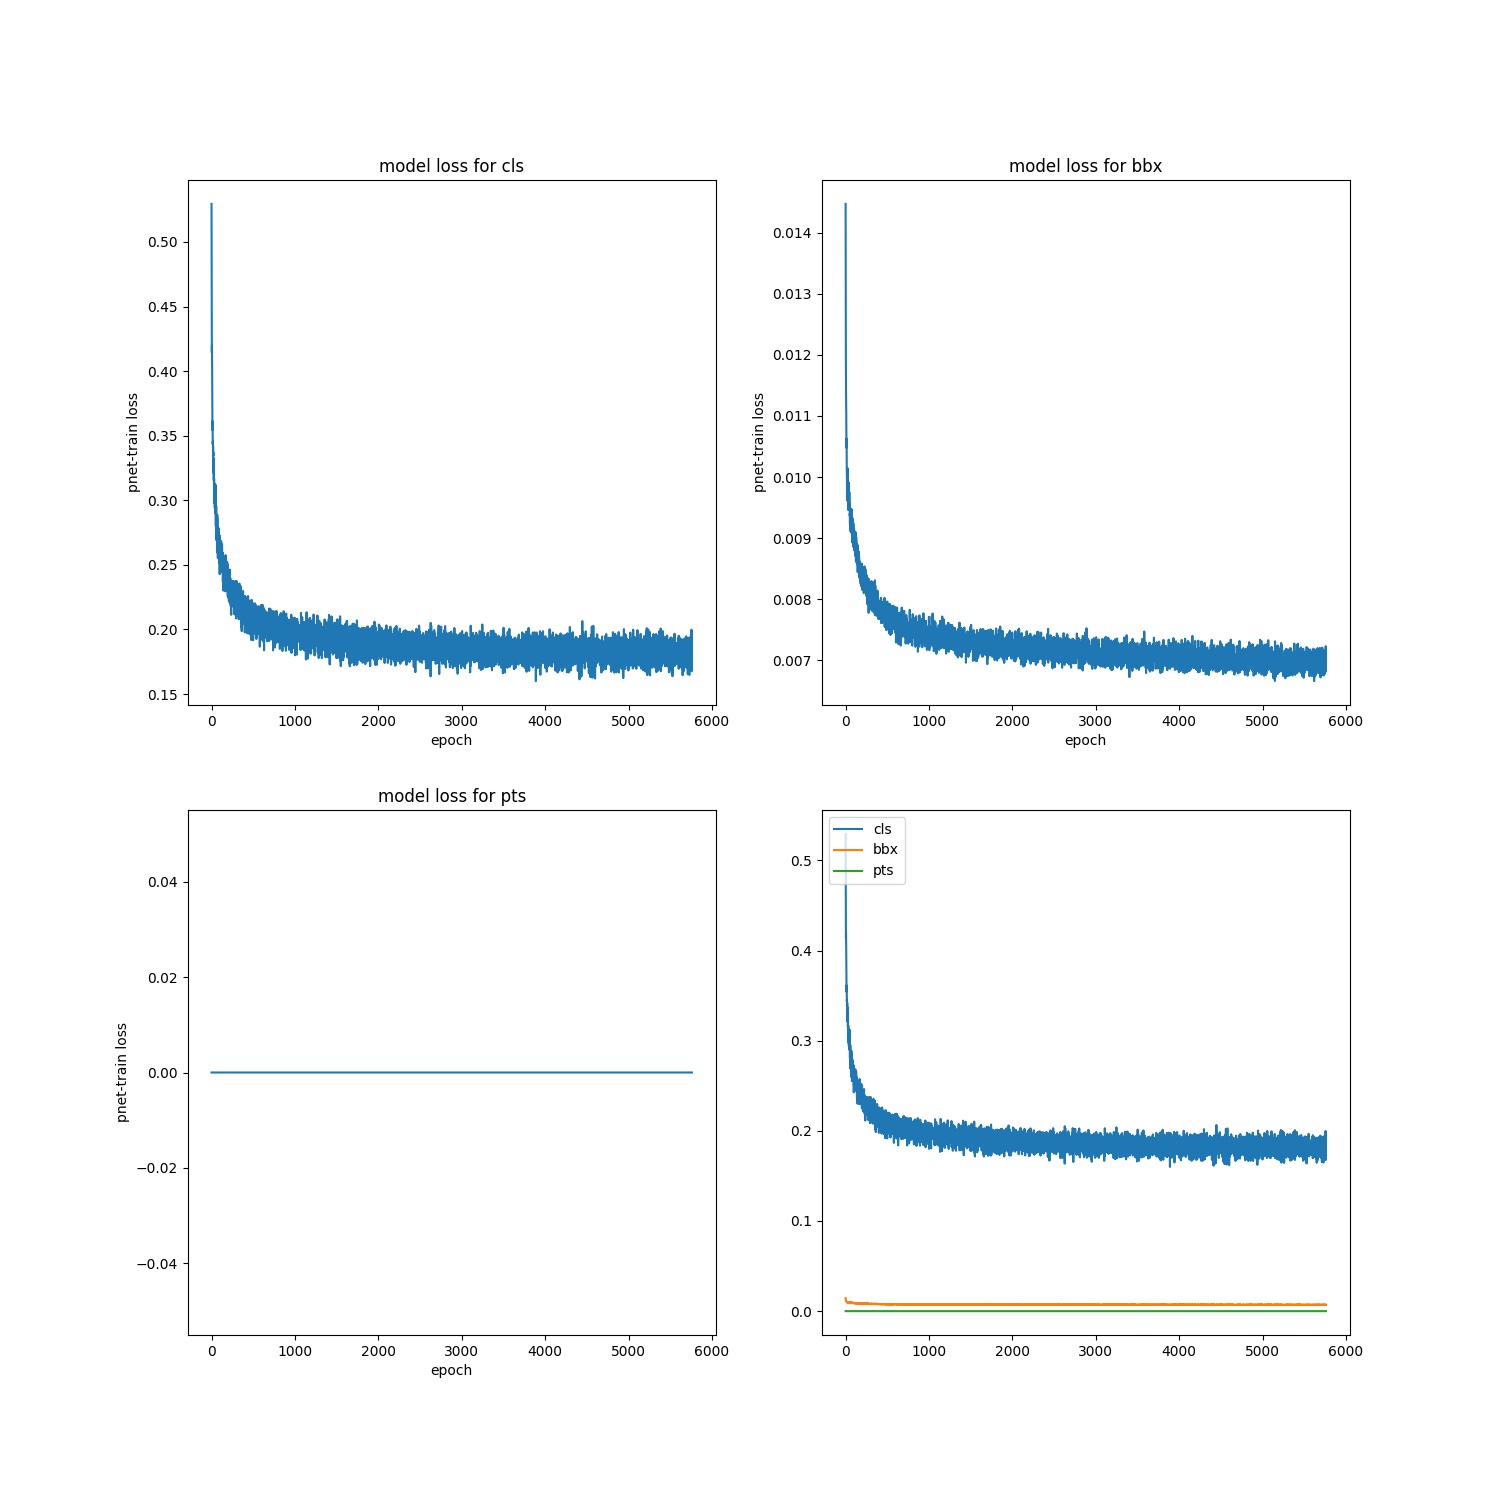 model loss for cls
pnet-train loss
0.50
0.45
0.40
0.35
0.30
0.25
0.20
0.15
0 1000 2000 3000 4000 5000 6000
epoch
model loss for bbx
pnet-train loss
0.014
0.013
0.012
0.011
0.010
0.009
0.008
0.007
0 1000 2000 3000 4000 5000 6000
epoch
model loss for pts
pnet-train loss
0.04
0.02
0.00
−0.02
−0.04
0 1000 2000 3000 4000 5000 6000
epoch
cls
bbx
pts
0.5
0.4
0.3
0.2
0.1
0.0
0 1000 2000 3000 4000 5000 6000